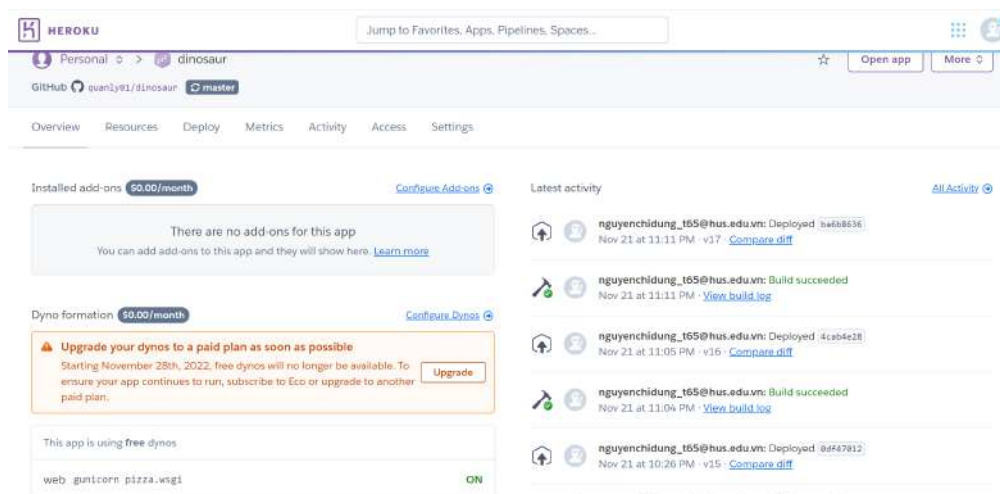 HEROKU
Jump to Favorites, Apps, Pipelines, Spaces...
Personal > dinosaur
Open app
More
GitHub quanly01/dinosaur master
Overview Resources Deploy Metrics Activity Access Settings
Installed add-ons $0.00/month Configure Add-ons
There are no add-ons for this app
You can add add-ons to this app and they will show here. Learn more
Dyno formation $0.00/month Configure Dynos
Upgrade your dynos to a paid plan as soon as possible
Starting November 28th, 2022, free dynos will no longer be available. To
ensure your app continues to run, subscribe to Eco or upgrade to another
paid plan.
Upgrade
This app is using free dynos
web gunicorn pizza.wsgi ON
Latest activity All Activity
nguyenchidung_t65@hus.edu.vn: Deployed ba6b8636
Nov 21 at 11:11 PM · v17 · Compare diff
nguyenchidung_t65@hus.edu.vn: Build succeeded
Nov 21 at 11:11 PM · View build log
nguyenchidung_t65@hus.edu.vn: Deployed 4cab4e28
Nov 21 at 11:05 PM · v16 · Compare diff
nguyenchidung_t65@hus.edu.vn: Build succeeded
Nov 21 at 11:04 PM · View build log
nguyenchidung_t65@hus.edu.vn: Deployed 0df47012
Nov 21 at 10:26 PM · v15 · Compare diff